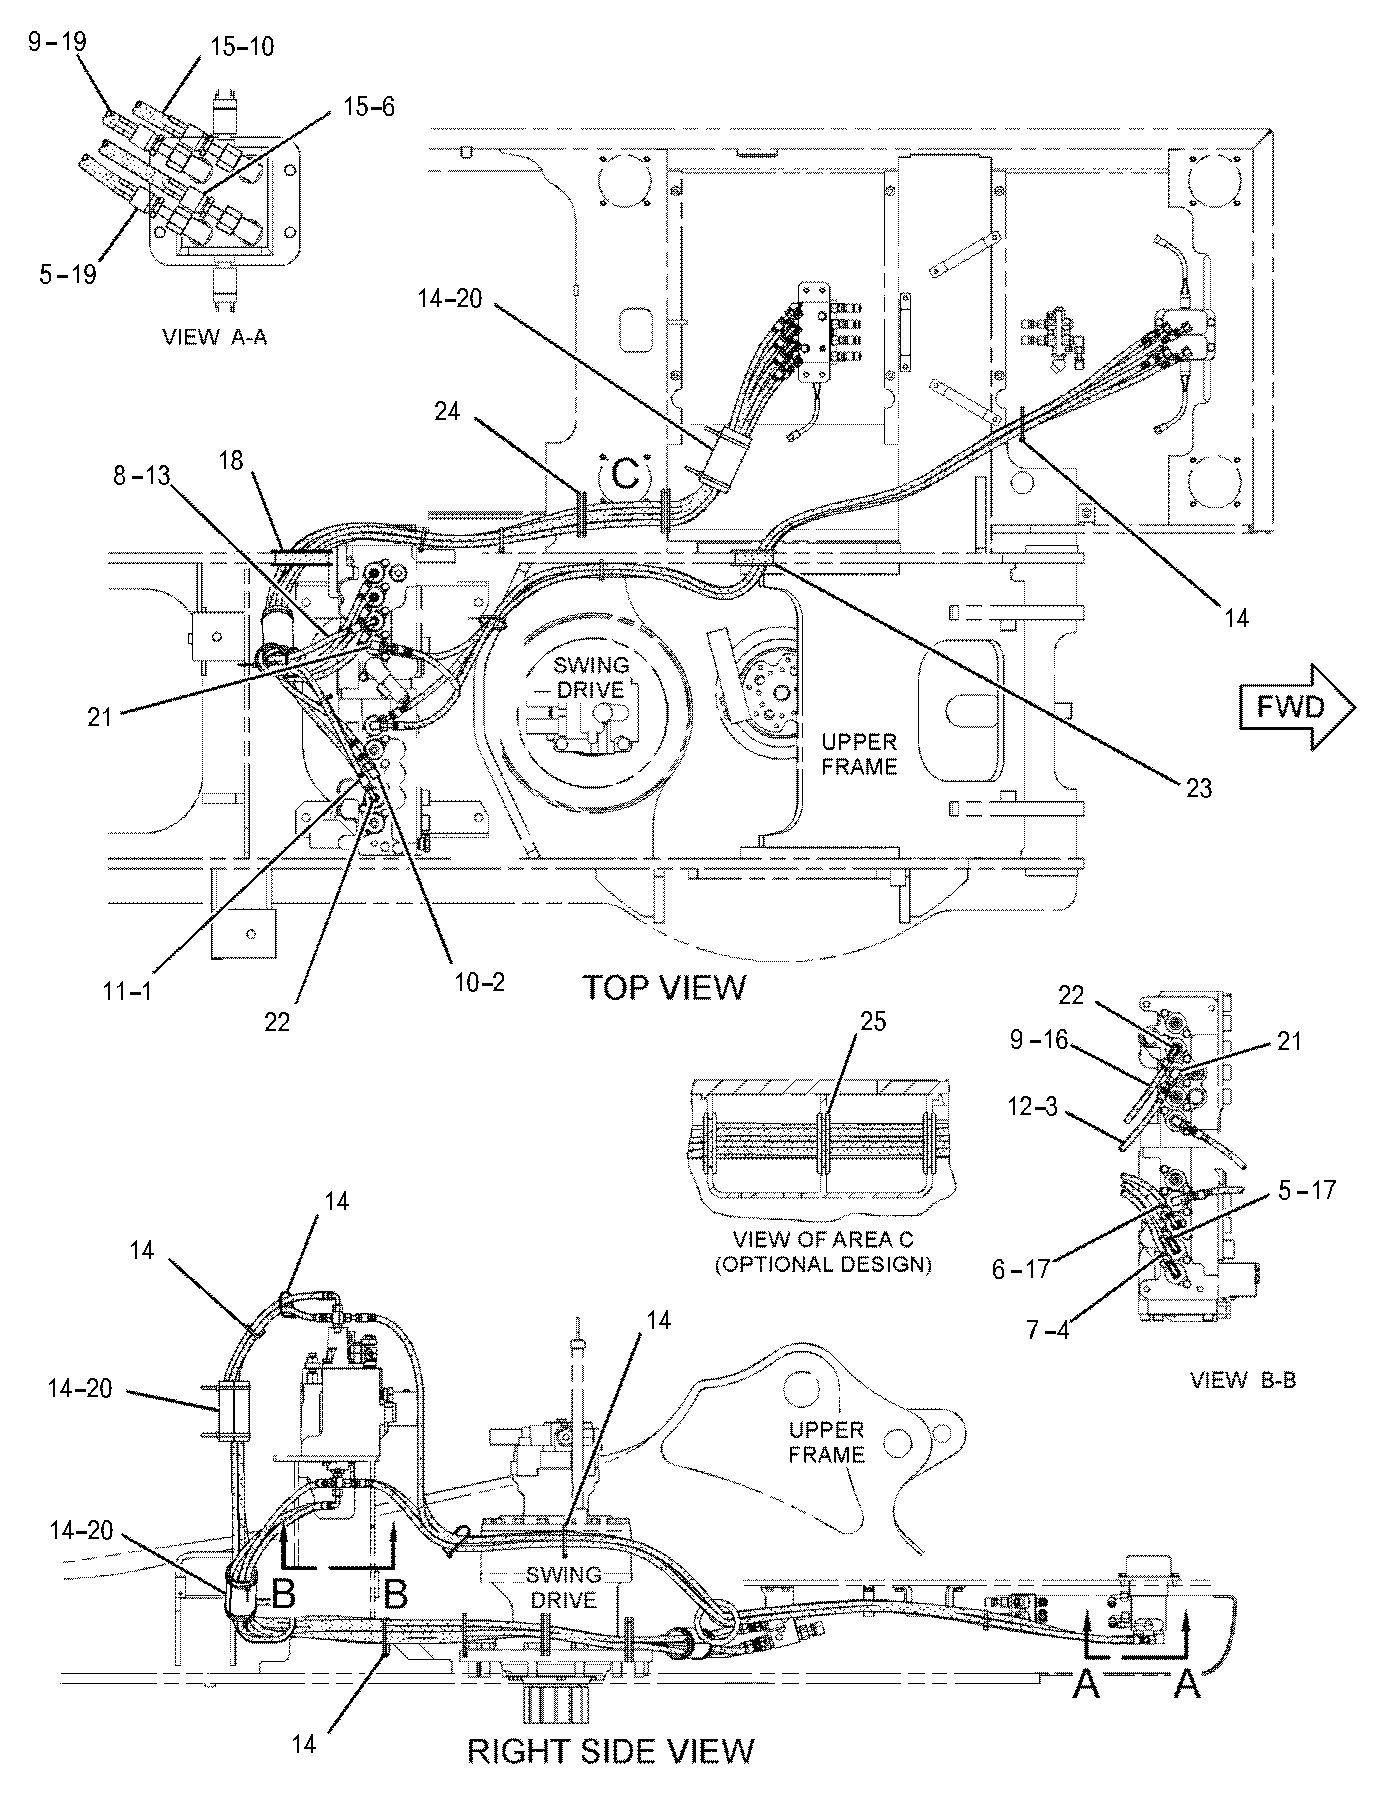 9-19
15-10
15-6
5-19
VIEW A-A
14-20
24
C
18
8-13
14
SWING
DRIVE
21
FWD
UPPER
FRAME
23
11-1
10-2
22
TOP VIEW
22
25
9-16
21
12-3
5-17
VIEW OF AREA C
(OPTIONAL DESIGN)
6-17
7-4
VIEW B-B
14
14
14
14-20
UPPER
FRAME
14-20
B
B
SWING
DRIVE
A
A
14
RIGHT SIDE VIEW